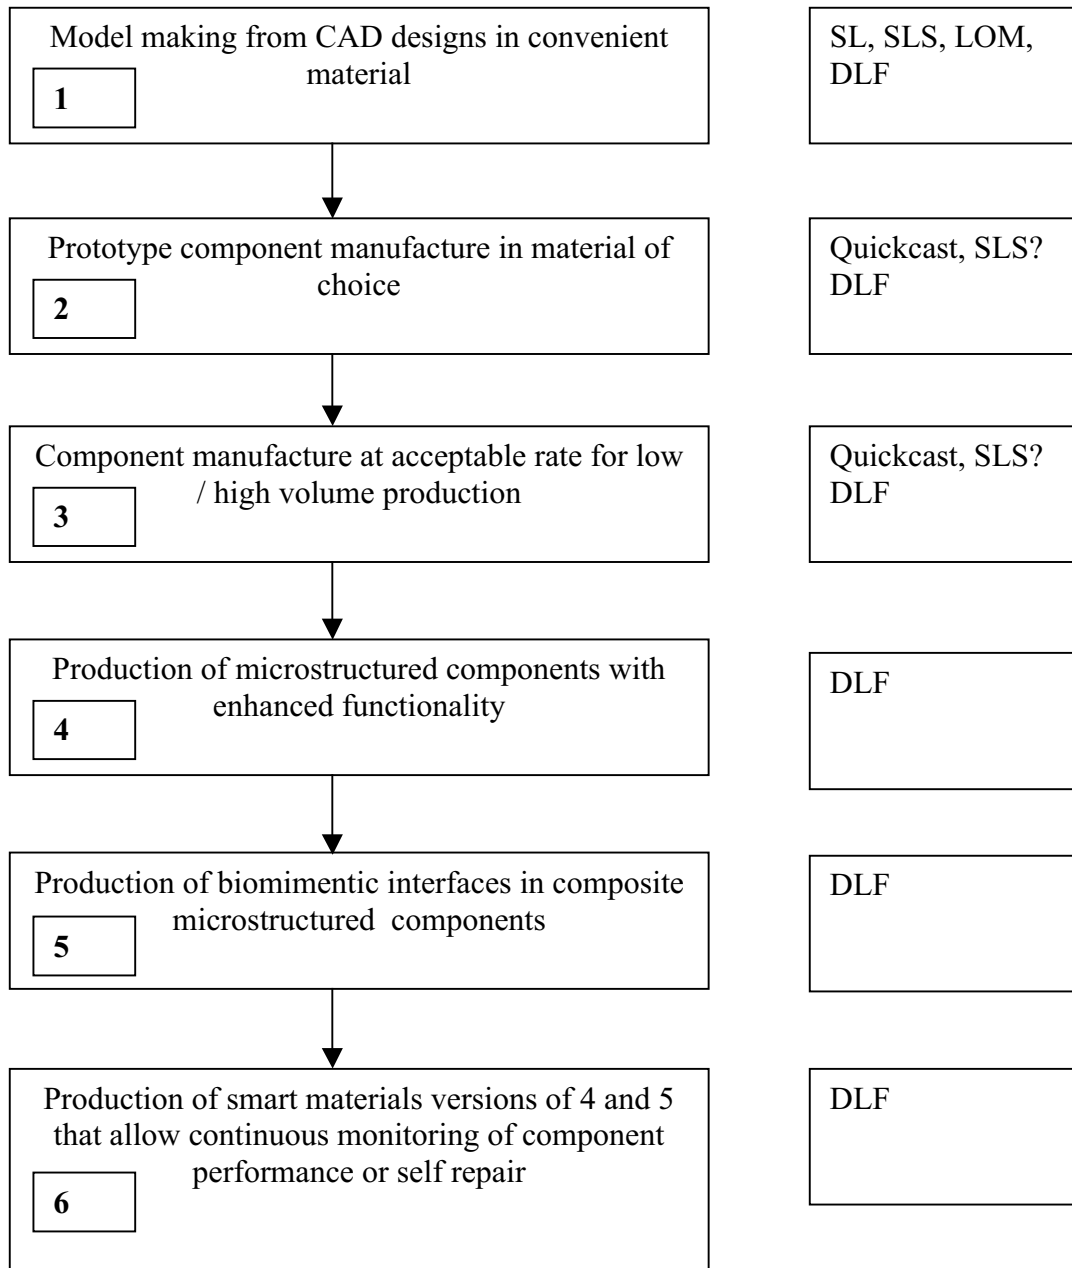 Model making from CAD designs in convenient
material
1
SL, SLS, LOM,
DLF
Prototype component manufacture in material of
choice
2
Quickcast, SLS?
DLF
Component manufacture at acceptable rate for low
/ high volume production
3
Quickcast, SLS?
DLF
Production of microstructured components with
enhanced functionality
4
DLF
Production of biomimentic interfaces in composite
microstructured components
5
DLF
Production of smart materials versions of 4 and 5
that allow continuous monitoring of component
performance or self repair
6
DLF